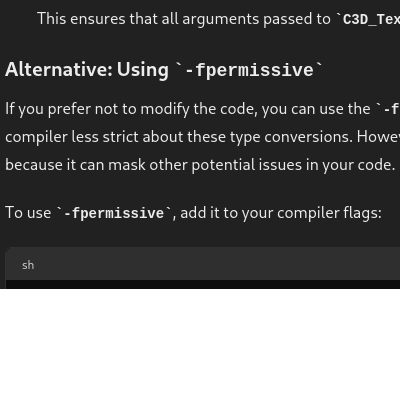 This ensures that all arguments passed to `C3D_Tex
Alternative: Using `-fpermissive`
If you prefer not to modify the code, you can use the `-f
compiler less strict about these type conversions. Howev
because it can mask other potential issues in your code.
To use `-fpermissive`, add it to your compiler flags:
sh